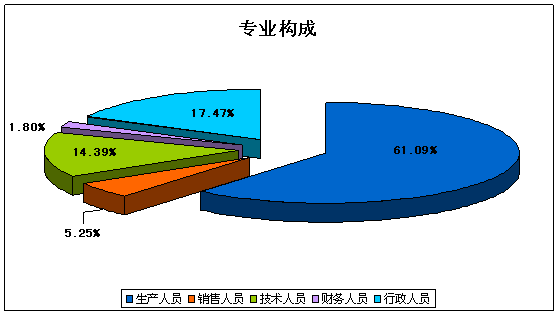 专业构成
17.47%
1.80%
14.39%
61.09%
5.25%
生产人员 销售人员 技术人员 财务人员 行政人员